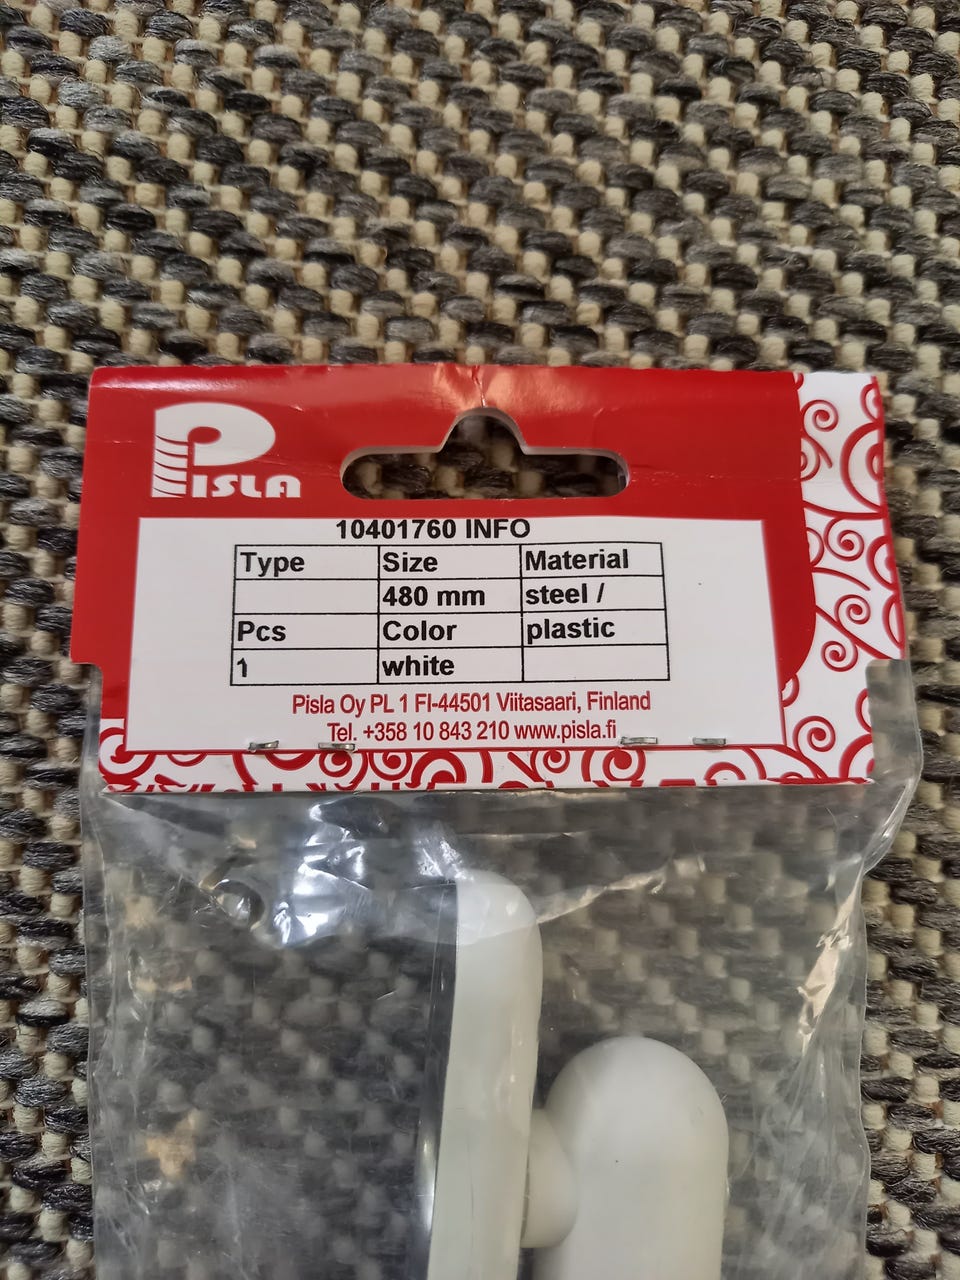 PISLA
10401760 INFO
Type Size Material
480 mm steel /
Pcs Color plastic
1 white
Pisla Oy PL 1 FI-44501 Viitasaari, Finland
Tel. +358 10 843 210 www.pisla.fi